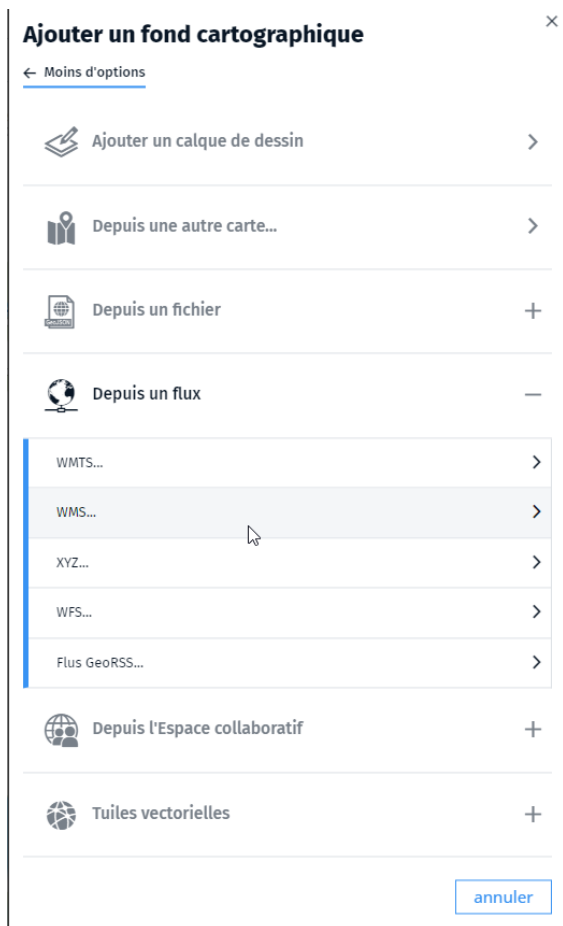 Ajouter un fond cartographique
Moins d'options
Ajouter un calque de dessin
Depuis une autre carte...
Depuis un fichier
Depuis un flux
WMTS...
WMS...
XYZ...
WFS...
Flus GeoRSS...
Depuis l'Espace collaboratif
Tuiles vectorielles
annuler